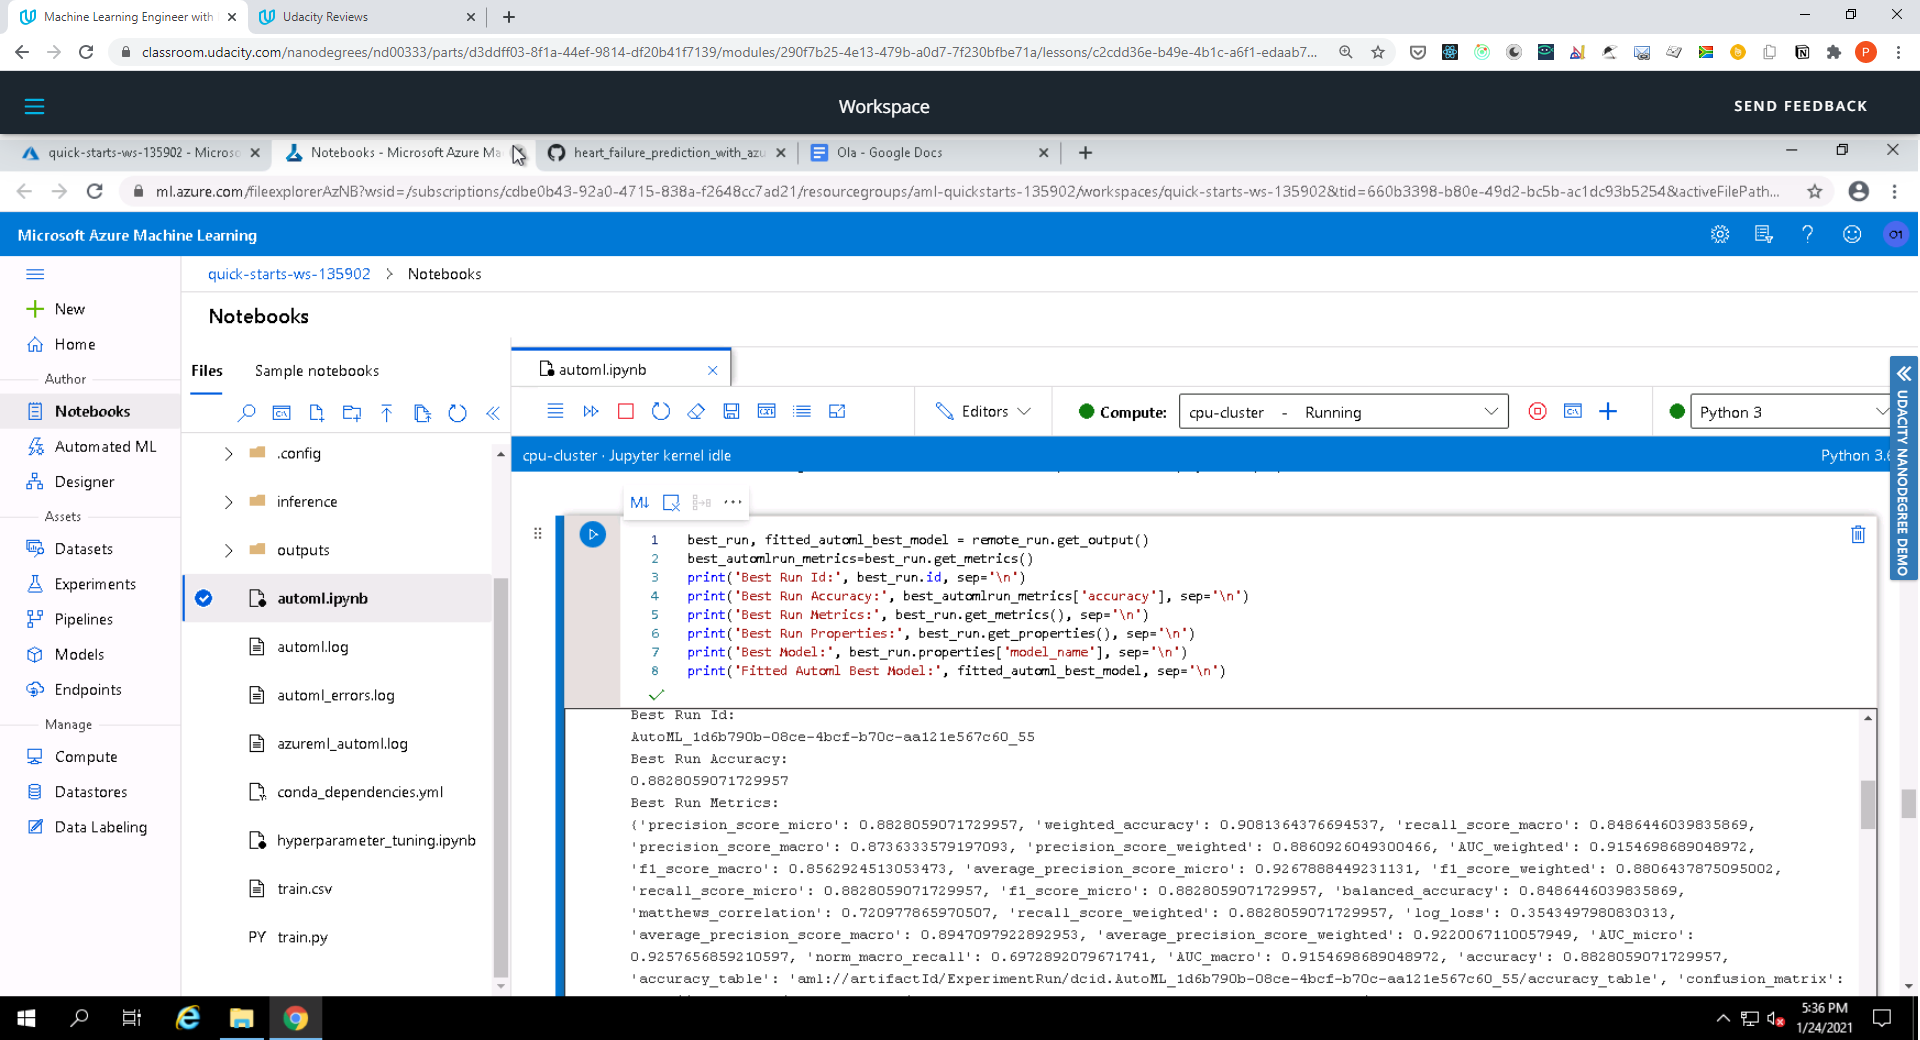 Machine Learning Engineer with
Udacity Reviews
classroom.udacity.com/nanodegrees/nd00333/parts/d3ddff03-8f1a-44ef-9814-df20b41f7139/modules/290f7b25-4e13-479b-a0d7-7f230bfbe71a/lessons/c2cdd36e-b49e-4b1c-a6f1-edaab7...
P
Workspace
SEND FEEDBACK
quick-starts-ws-135902 - Microso
Notebooks - Microsoft Azure Ma
heart_failure_prediction_with_azu
Ola - Google Docs
ml.azure.com/fileexplorerAzNB?wsid=/subscriptions/cdbe0b43-92a0-4715-838a-f2648cc7ad21/resourcegroups/aml-quickstarts-135902/workspaces/quick-starts-ws-135902&tid=660b3398-b80e-49d2-bc5b-ac1dc93b5254&activeFilePath...
Microsoft Azure Machine Learning
O1
quick-starts-ws-135902 > Notebooks
New
Home
Author
Notebooks
Automated ML
Designer
Assets
Datasets
Experiments
Pipelines
Models
Endpoints
Manage
Compute
Datastores
Data Labeling
Notebooks
Files
Sample notebooks
.config
inference
outputs
automl.ipynb
automl.log
automl_errors.log
azureml_automl.log
conda_dependencies.yml
hyperparameter_tuning.ipynb
train.csv
PY train.py
automl.ipynb
Editors
Compute:
cpu-cluster - Running
Python 3
cpu-cluster · Jupyter kernel idle
Python 3.6
UDACITY NANODEGREE DEMO
M↓
1 best_run, fitted_automl_best_model = remote_run.get_output()
2 best_automlrun_metrics=best_run.get_metrics()
3 print('Best Run Id:', best_run.id, sep='\n')
4 print('Best Run Accuracy:', best_automlrun_metrics['accuracy'], sep='\n')
5 print('Best Run Metrics:', best_run.get_metrics(), sep='\n')
6 print('Best Run Properties:', best_run.get_properties(), sep='\n')
7 print('Best Model:', best_run.properties['model_name'], sep='\n')
8 print('Fitted Automl Best Model:', fitted_automl_best_model, sep='\n')
Best Run Id:
AutoML_1d6b790b-08ce-4bcf-b70c-aa121e567c60_55
Best Run Accuracy:
0.8828059071729957
Best Run Metrics:
{'precision_score_micro': 0.8828059071729957, 'weighted_accuracy': 0.9081364376694537, 'recall_score_macro': 0.8486446039835869,
'precision_score_macro': 0.8736333579197093, 'precision_score_weighted': 0.8860926049300466, 'AUC_weighted': 0.9154698689048972,
'f1_score_macro': 0.8562924513053473, 'average_precision_score_micro': 0.9267888449231131, 'f1_score_weighted': 0.8806437875095002,
'recall_score_micro': 0.8828059071729957, 'f1_score_micro': 0.8828059071729957, 'balanced_accuracy': 0.8486446039835869,
'matthews_correlation': 0.720977865970507, 'recall_score_weighted': 0.8828059071729957, 'log_loss': 0.3543497980830313,
'average_precision_score_macro': 0.8947097922892953, 'average_precision_score_weighted': 0.9220067110057949, 'AUC_micro':
0.9257656859210597, 'norm_macro_recall': 0.6972892079671741, 'AUC_macro': 0.9154698689048972, 'accuracy': 0.8828059071729957,
'accuracy_table': 'aml://artifactId/ExperimentRun/dcid.AutoML_1d6b790b-08ce-4bcf-b70c-aa121e567c60_55/accuracy_table', 'confusion_matrix':
5:36 PM
1/24/2021